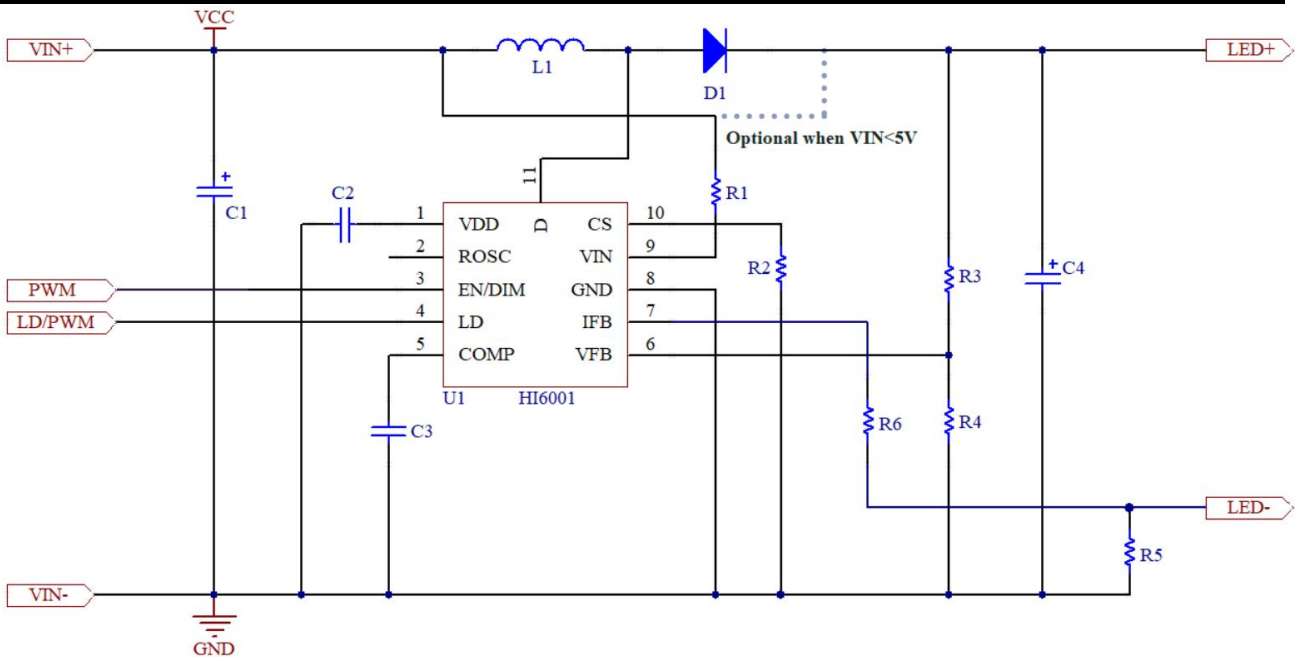 VCC
VIN+
LED+
L1
D1
Optional when VIN<5V
11
C1
C2
R1
1
VDD
D
CS
10
2
ROSC
VIN
9
R2
R3
C4
PWM
3
EN/DIM
GND
8
LD/PWM
4
LD
IFB
7
5
COMP
VFB
6
U1
HI6001
C3
R6
R4
LED-
R5
VIN-
GND
+
+